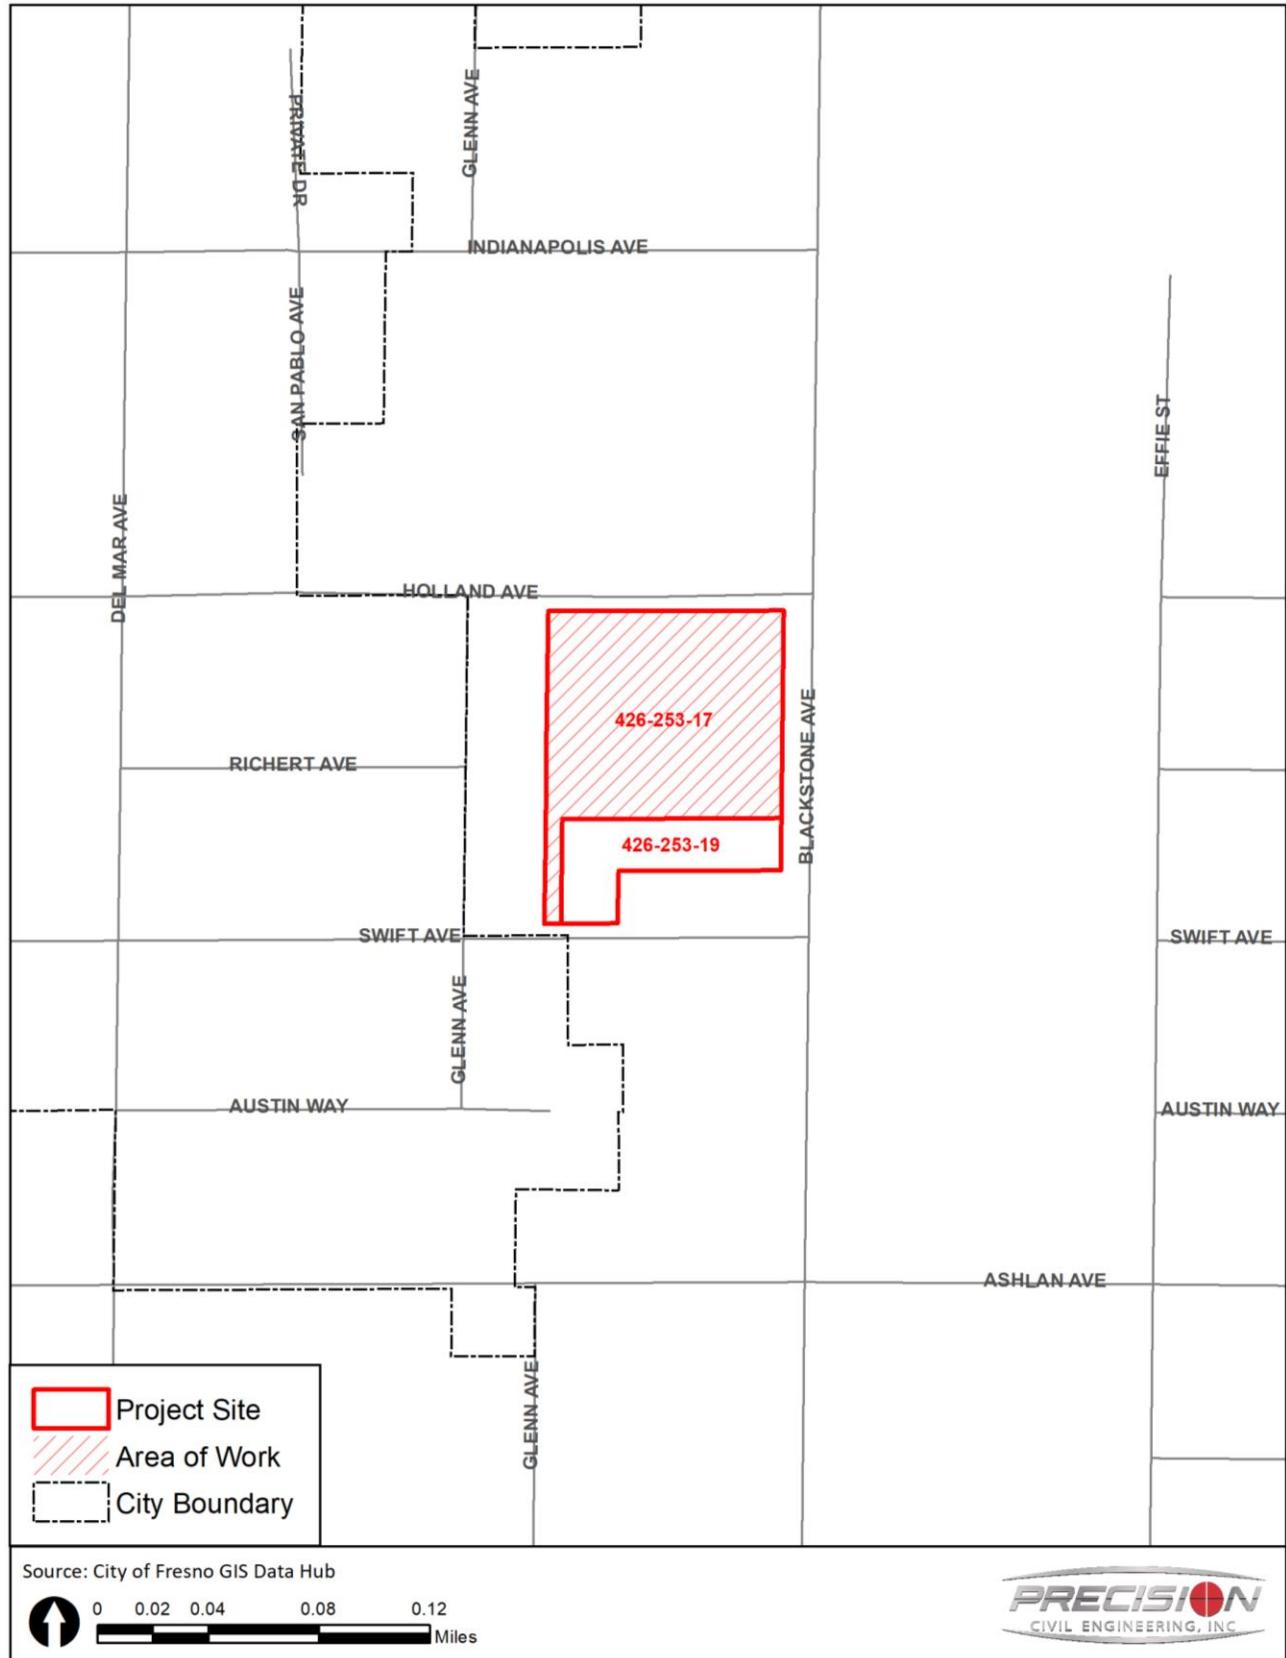 GLENN AVE
PRIVATE DR
INDIANAPOLIS AVE
SAN PABLO AVE
EFFIE ST
DEL MAR AVE
HOLLAND AVE
426-253-17
BLACKSTONE AVE
RICHERT AVE
426-253-19
SWIFT AVE
SWIFT AVE
GLENN AVE
AUSTIN WAY
AUSTIN WAY
ASHLAN AVE
GLENN AVE
Project Site
Area of Work
City Boundary
Source: City of Fresno GIS Data Hub
0 0.02 0.04 0.08 0.12
Miles
PRECISION
CIVIL ENGINEERING, INC